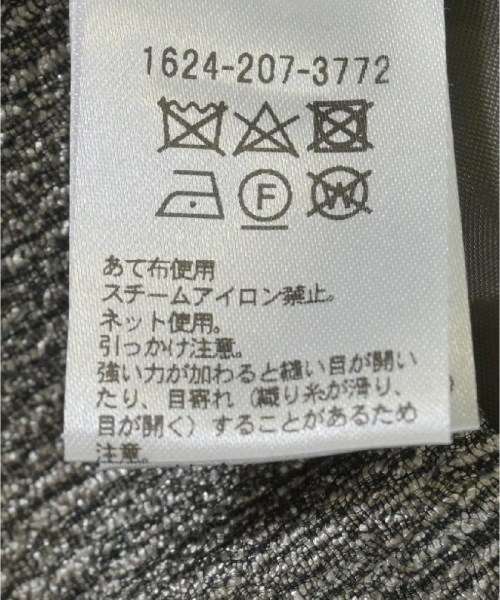 1624-207-3772
F W
あて布使用
スチームアイロン禁止。
ネット使用。
引っかけ注意。
強い力が加わると縫い目が開い
たり、目寄れ（織り糸が滑り、
目が開く）することがあるため
注意。